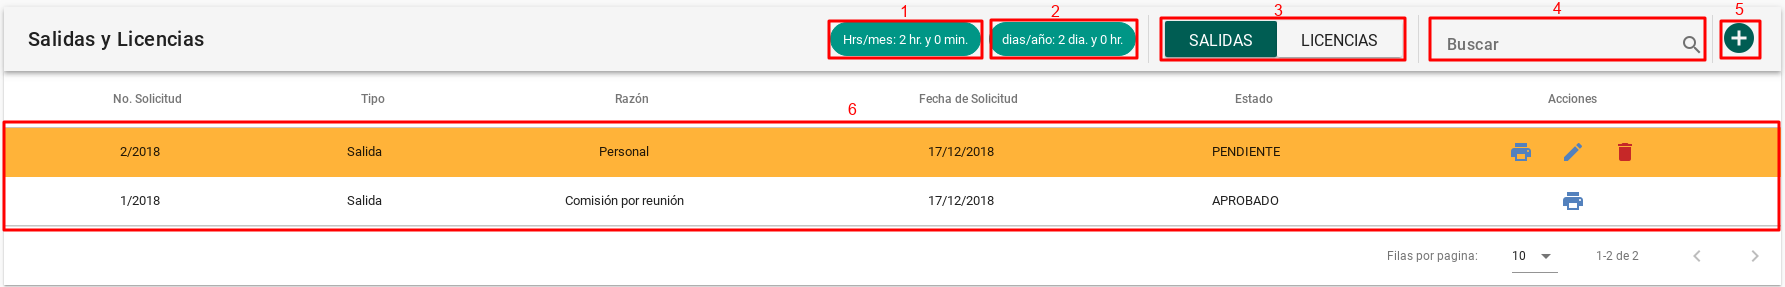 1 2 3 4 5
Salidas y Licencias Hrs/mes: 2 hr. y 0 min. dias/año: 2 dia. y 0 hr. SALIDAS LICENCIAS Buscar
No. Solicitud Tipo Razón Fecha de Solicitud Estado Acciones
6
2/2018 Salida Personal 17/12/2018 PENDIENTE
1/2018 Salida Comisión por reunión 17/12/2018 APROBADO
Filas por pagina: 10 1-2 de 2